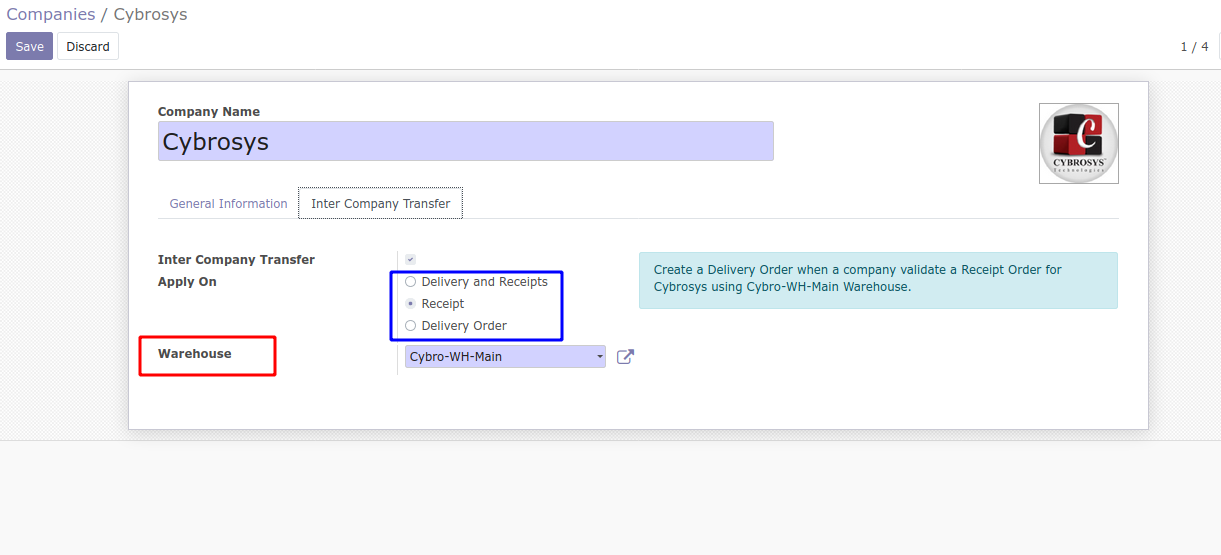 Companies / Cybrosys
Save Discard 1 / 4
Company Name
Cybrosys
CYBROSYS
Technologies
General Information Inter Company Transfer
Inter Company Transfer
Apply On
Delivery and Receipts
Receipt
Delivery Order
Create a Delivery Order when a company validate a Receipt Order for
Cybrosys using Cybro-WH-Main Warehouse.
Warehouse
Cybro-WH-Main